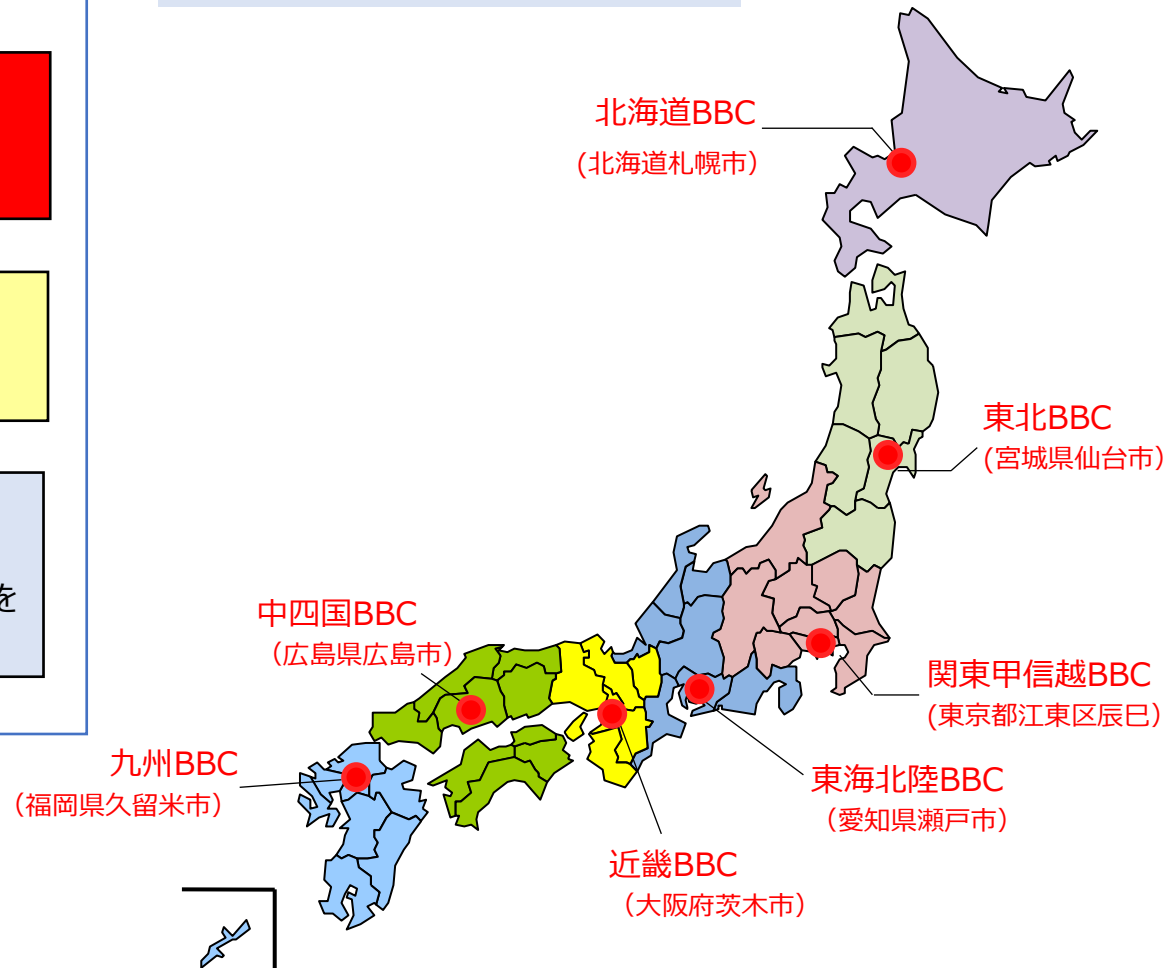 北海道BBC
(北海道札幌市)
東北BBC
(宮城県仙台市)
を
中四国BBC
(広島県広島市)
関東甲信越BBC
(東京都江東区辰巳)
九州BBC
(福岡県久留米市)
東海北陸BBC
(愛知県瀬戸市)
近畿BBC
(大阪府茨木市)